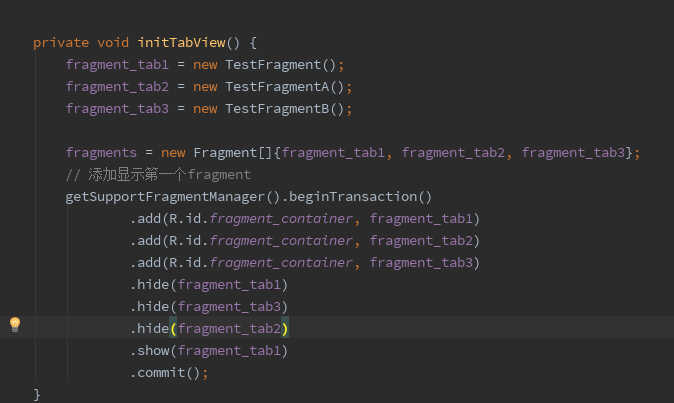 private void initTabView() {
fragment_tab1 = new TestFragment();
fragment_tab2 = new TestFragmentA();
fragment_tab3 = new TestFragmentB();
fragments = new Fragment[]{fragment_tab1, fragment_tab2, fragment_tab3};
// 添加显示第一个fragment
getSupportFragmentManager().beginTransaction()
.add(R.id.fragment_container, fragment_tab1)
.add(R.id.fragment_container, fragment_tab2)
.add(R.id.fragment_container, fragment_tab3)
.hide(fragment_tab1)
.hide(fragment_tab3)
.hide(fragment_tab2)
.show(fragment_tab1)
.commit();
}